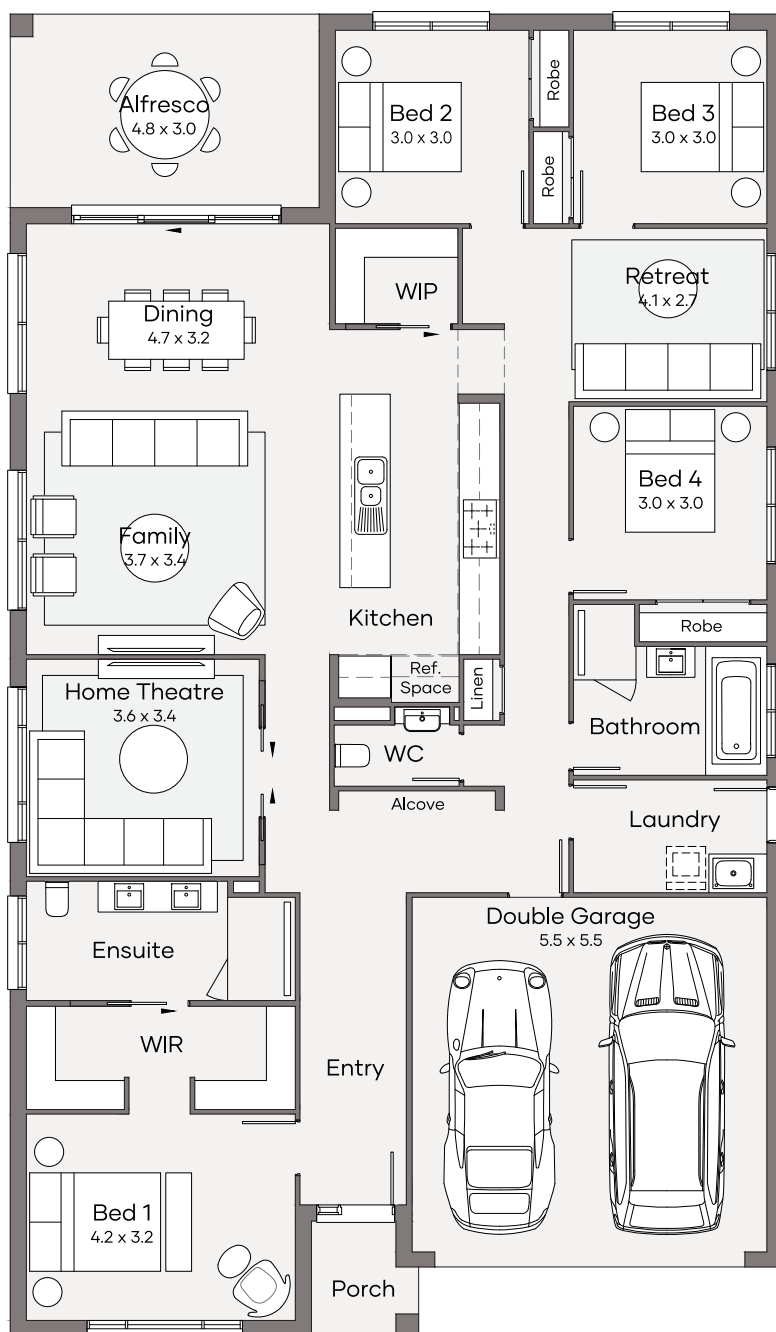 Alfresco
4.8 x 3.0
Bed 2
3.0 x 3.0
Robe
Robe
Bed 3
3.0 x 3.0
WIP
Retreat
4.1 x 2.7
Dining
4.7 x 3.2
Bed 4
3.0 x 3.0
Family
3.7 x 3.4
Kitchen
Robe
Ref.
Space
Linen
Home Theatre
3.6 x 3.4
Bathroom
WC
Alcove
Laundry
Double Garage
5.5 x 5.5
Ensuite
WIR
Entry
Bed 1
4.2 x 3.2
Porch